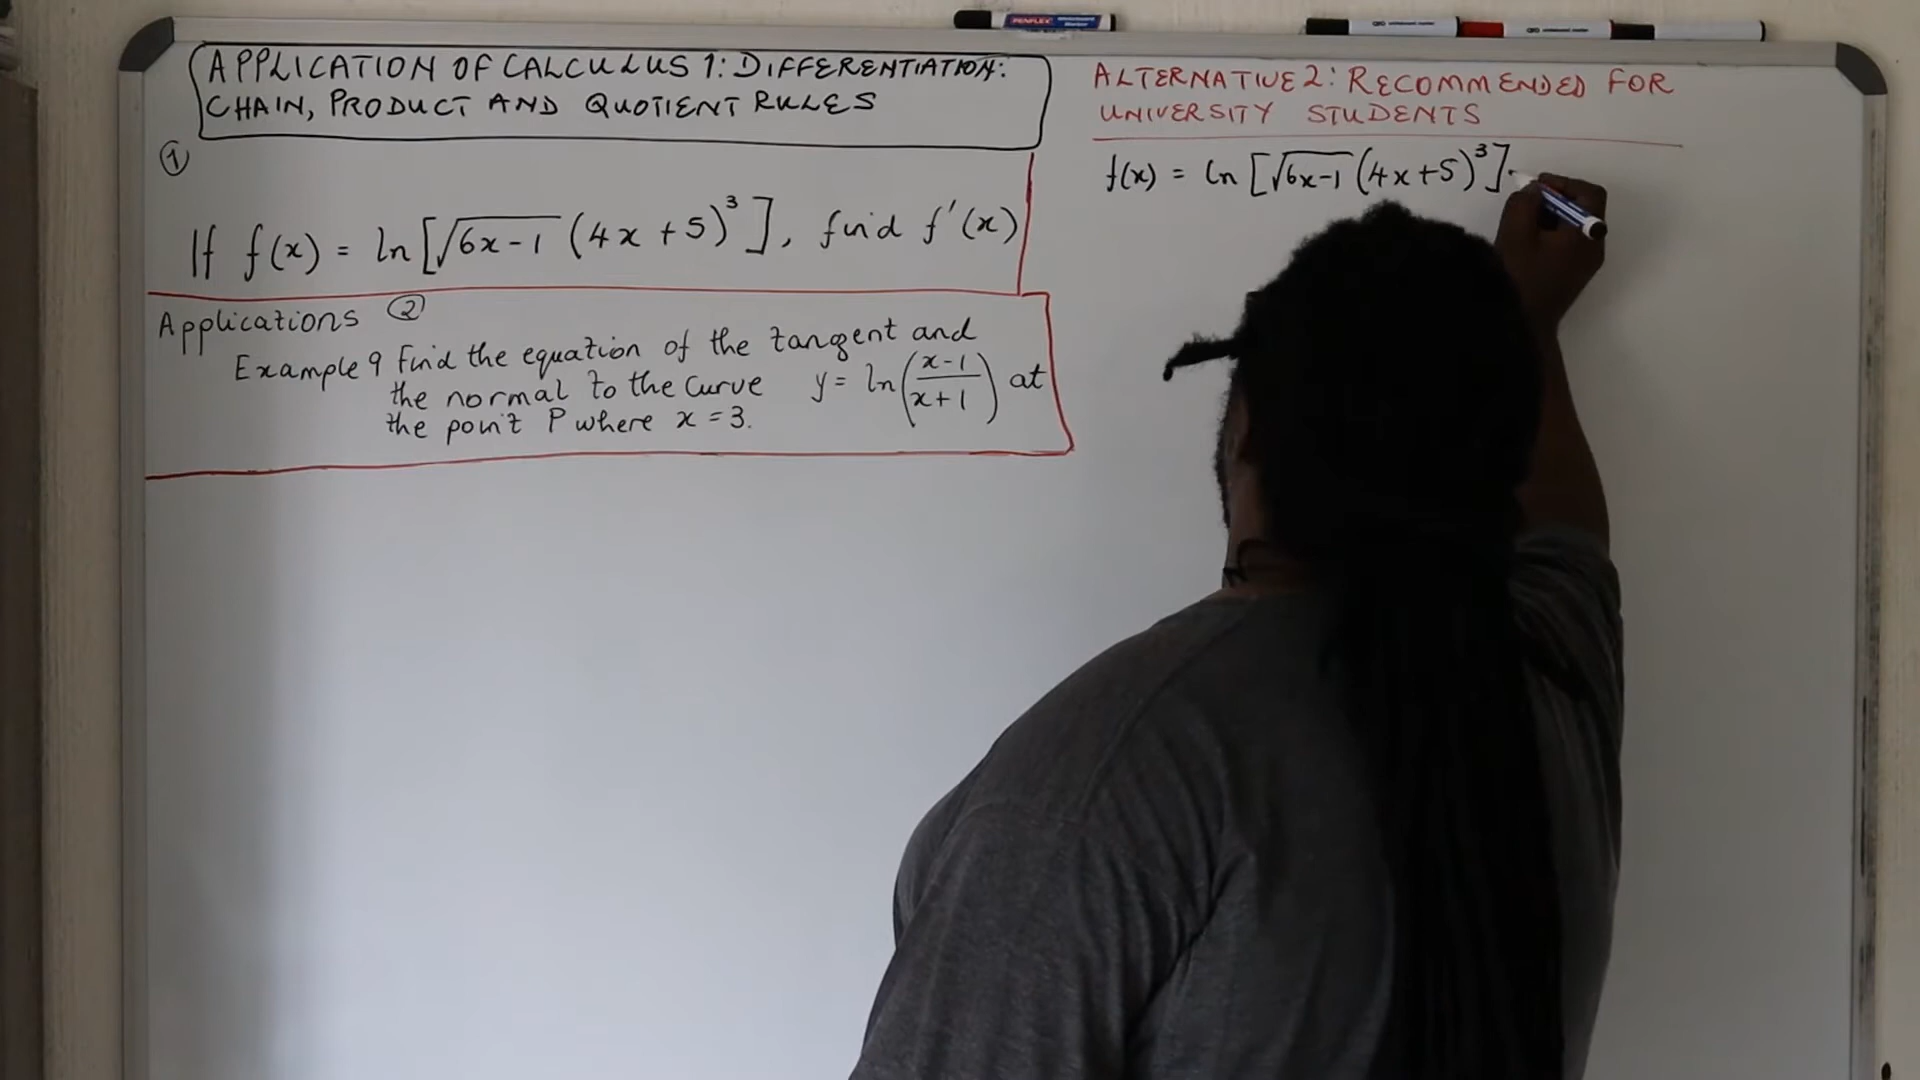 APPLICATION OF CALCULUS 1: DIFFERENTIATION:
CHAIN, PRODUCT AND QUOTIENT RULES
①
If f(x) = ln[√(6x-1) (4x+5)³], find f'(x)
Applications ②
Example 9 Find the equation of the tangent and
the normal to the curve y = ln((x-1)/(x+1)) at
the point P where x = 3.
ALTERNATIVE 2: RECOMMENDED FOR
UNIVERSITY STUDENTS
f(x) = ln [√(6x-1) (4x+5)³]
PENFLEX